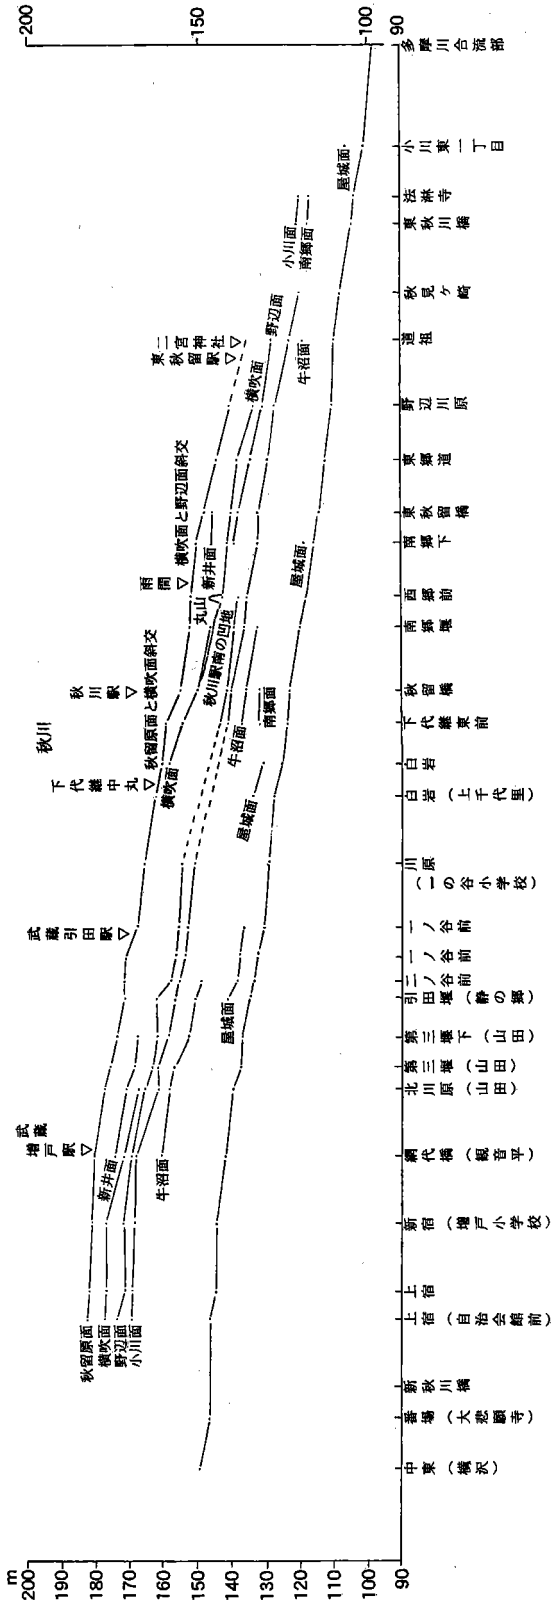 m
200
190
180
170
160
150
140
130
120
110
100
90
200
150
100
90
秋川
武蔵増戸駅
武蔵引田駅
下代継中丸
秋川駅
雨間
東秋留駅
二宮神社
秋留原面
横吹面
野辺面
小川面
新井面
牛沼面
屋城面
横吹面
秋留原面と横吹面斜交
屋城面
牛沼面
南郷面
秋川駅南の凹地
丸山
新井面
横吹面と野辺面斜交
屋城面
横吹面
野辺面
牛沼面
小川面
南郷面
屋城面
中東(横沢)
番場(大悲願寺)
新秋川橋
上宿(自治会館前)
上宿
新宿(増戸小学校)
網代橋(観音平)
北川原(山田)
第三堰(山田)
第三堰下(山田)
引田堰(静の郷)
二ノ谷前
一ノ谷前
一ノ谷前
川原(一の谷小学校)
白岩(上千代里)
白岩
下代継東前
秋留橋
南郷堰
西郷前
南郷下
東秋留橋
東郷道
野辺川原
道祖
秋見ヶ崎
東秋川橋
法淋寺
小川東一丁目
多摩川合流部